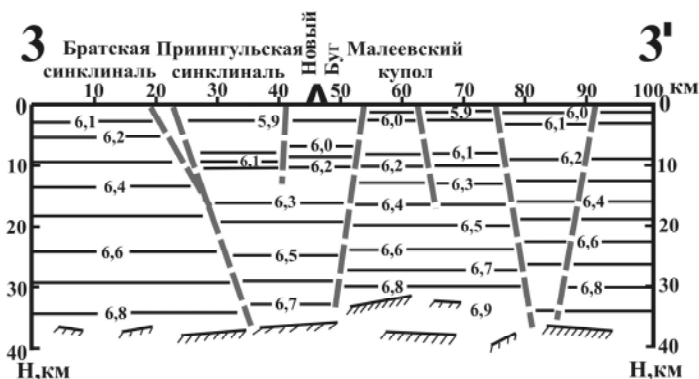 3 Братская Приингульская Новый Малеевский 3'
синклиналь синклиналь Буг купол
0 10 20 30 40 50 60 70 80 90 100 км
0 0
6,1 5,9 6,0 5,9 6,0
6,2 6,1
6,0 6,1
10 6,1 6,2 6,2 6,2 10
6,4 6,3 6,4 6,3 6,4
20 6,5 20
6,6 6,5 6,6 6,7 6,6
30 6,8 6,7 6,8 6,9 6,8 30
40 40
Н,км Н,км